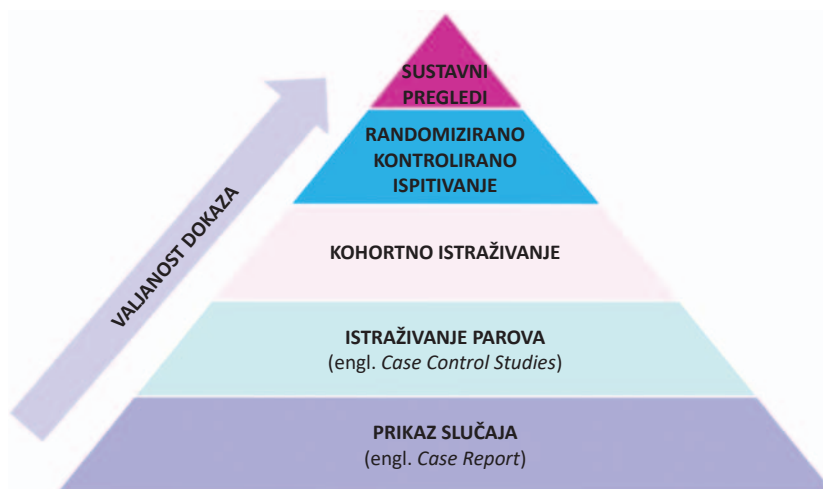 SUSTAVNI
PREGLEDI
RANDOMIZIRANO
KONTROLIRANO
ISPITIVANJE
VALJANOST DOKAZA
KOHORTNO ISTRAŽIVANJE
ISTRAŽIVANJE PAROVA
(engl. Case Control Studies)
PRIKAZ SLUČAJA
(engl. Case Report)